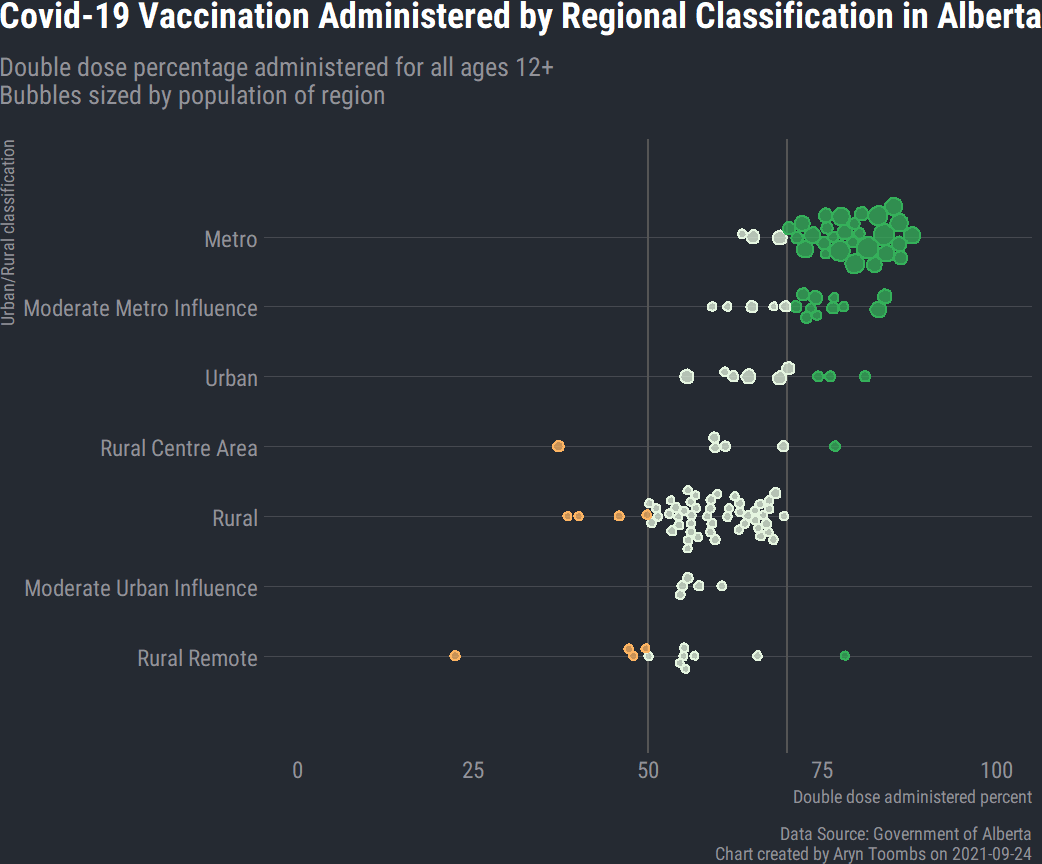 Covid-19 Vaccination Administered by Regional Classification in Alberta
Double dose percentage administered for all ages 12+
Bubbles sized by population of region
Urban/Rural classification
Metro
Moderate Metro Influence
Urban
Rural Centre Area
Rural
Moderate Urban Influence
Rural Remote
0 25 50 75 100
Double dose administered percent
Data Source: Government of Alberta
Chart created by Aryn Toombs on 2021-09-24